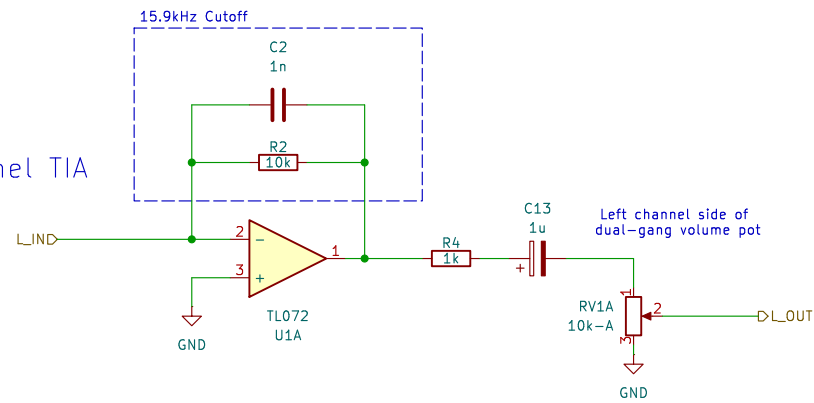 15.9kHz Cutoff
C2
1n
R2
10k
nel TIA
L_IN
2
3
1
TL072
U1A
GND
R4
1k
C13
1u
Left channel side of
dual-gang volume pot
1
RV1A
10k-A
2
3
L_OUT
GND